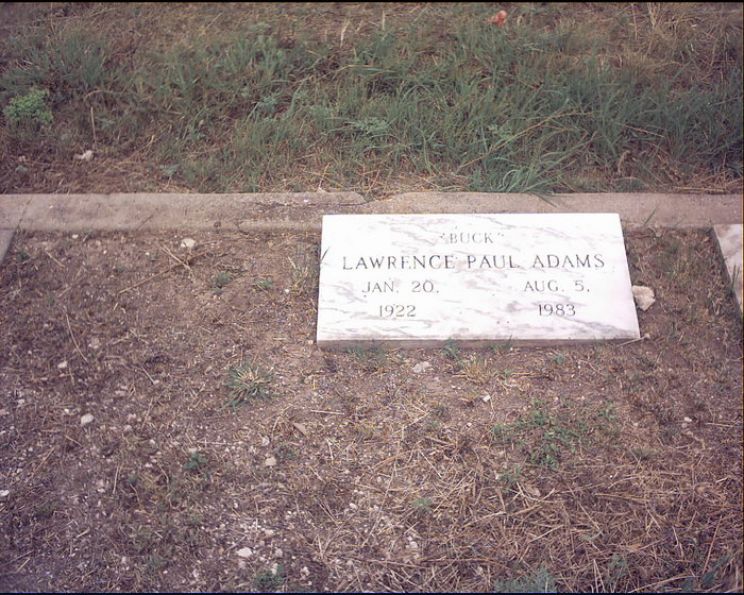 "BUCK"
LAWRENCE PAUL ADAMS
JAN. 20, AUG. 5,
1922 1983